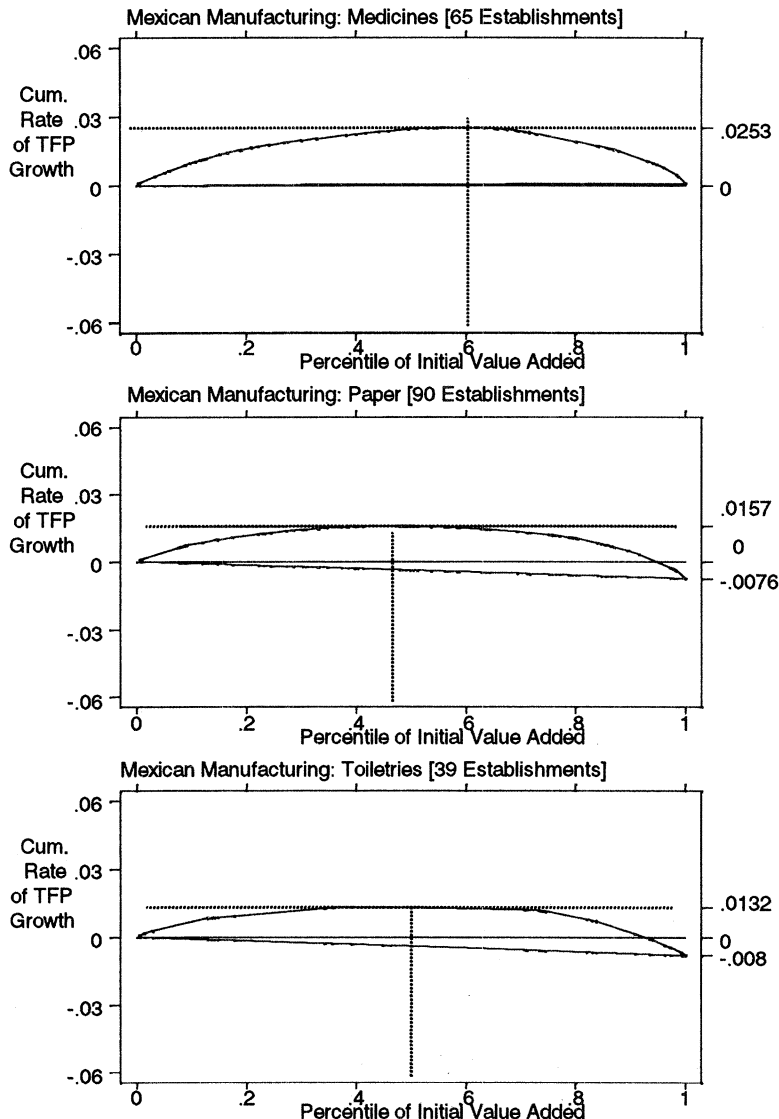 Mexican Manufacturing: Medicines [65 Establishments]
.06
Cum.
Rate .03
of TFP
Growth
0
-.03
-.06
.0253
0
0 .2 .4 .6 .8 1
Percentile of Initial Value Added
Mexican Manufacturing: Paper [90 Establishments]
.06
Cum.
Rate .03
of TFP
Growth
0
-.03
-.06
.0157
0
-.0076
0 .2 .4 .6 .8 1
Percentile of Initial Value Added
Mexican Manufacturing: Toiletries [39 Establishments]
.06
Cum.
Rate .03
of TFP
Growth
0
-.03
-.06
.0132
0
-.008
0 .2 .4 .6 .8 1
Percentile of Initial Value Added